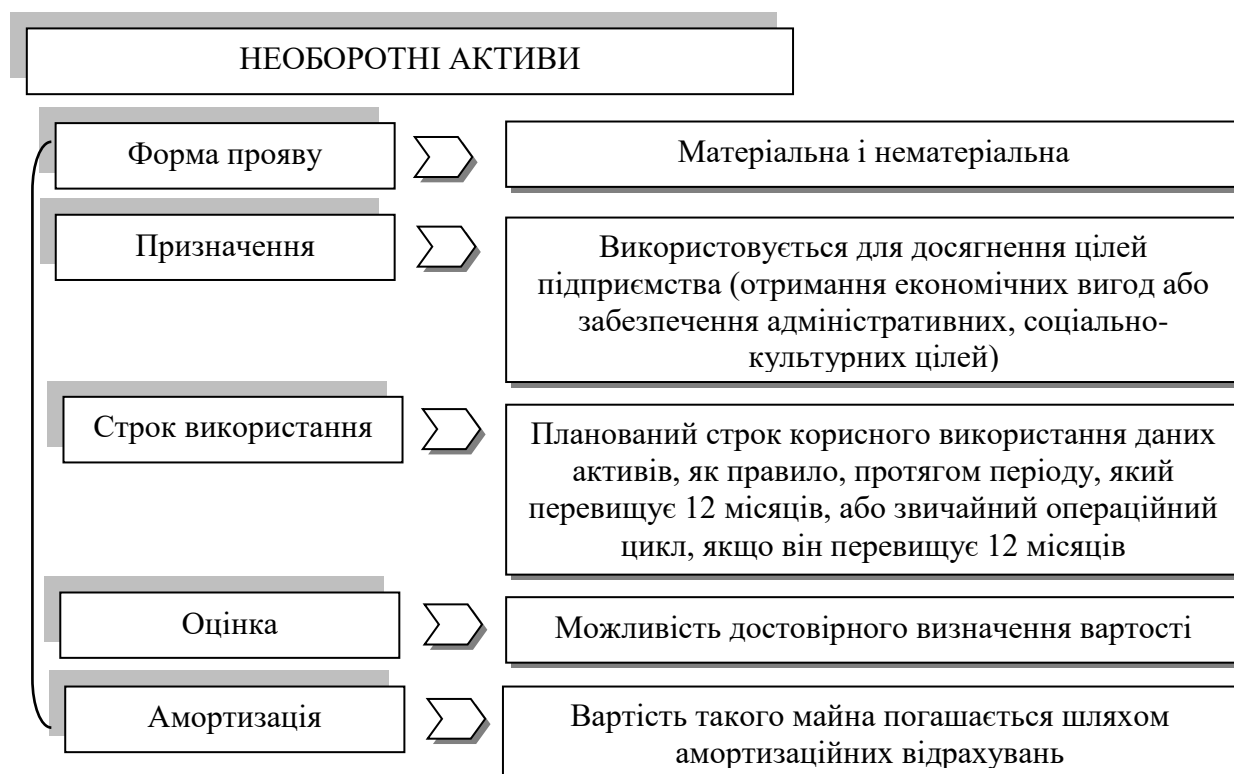 НЕОБОРОТНІ АКТИВИ
Форма прояву
Матеріальна і нематеріальна
Призначення
Використовується для досягнення цілей
підприємства (отримання економічних вигод або
забезпечення адміністративних, соціально-
культурних цілей)
Строк використання
Планований строк корисного використання даних
активів, як правило, протягом періоду, який
перевищує 12 місяців, або звичайний операційний
цикл, якщо він перевищує 12 місяців
Оцінка
Можливість достовірного визначення вартості
Амортизація
Вартість такого майна погашається шляхом
амортизаційних відрахувань